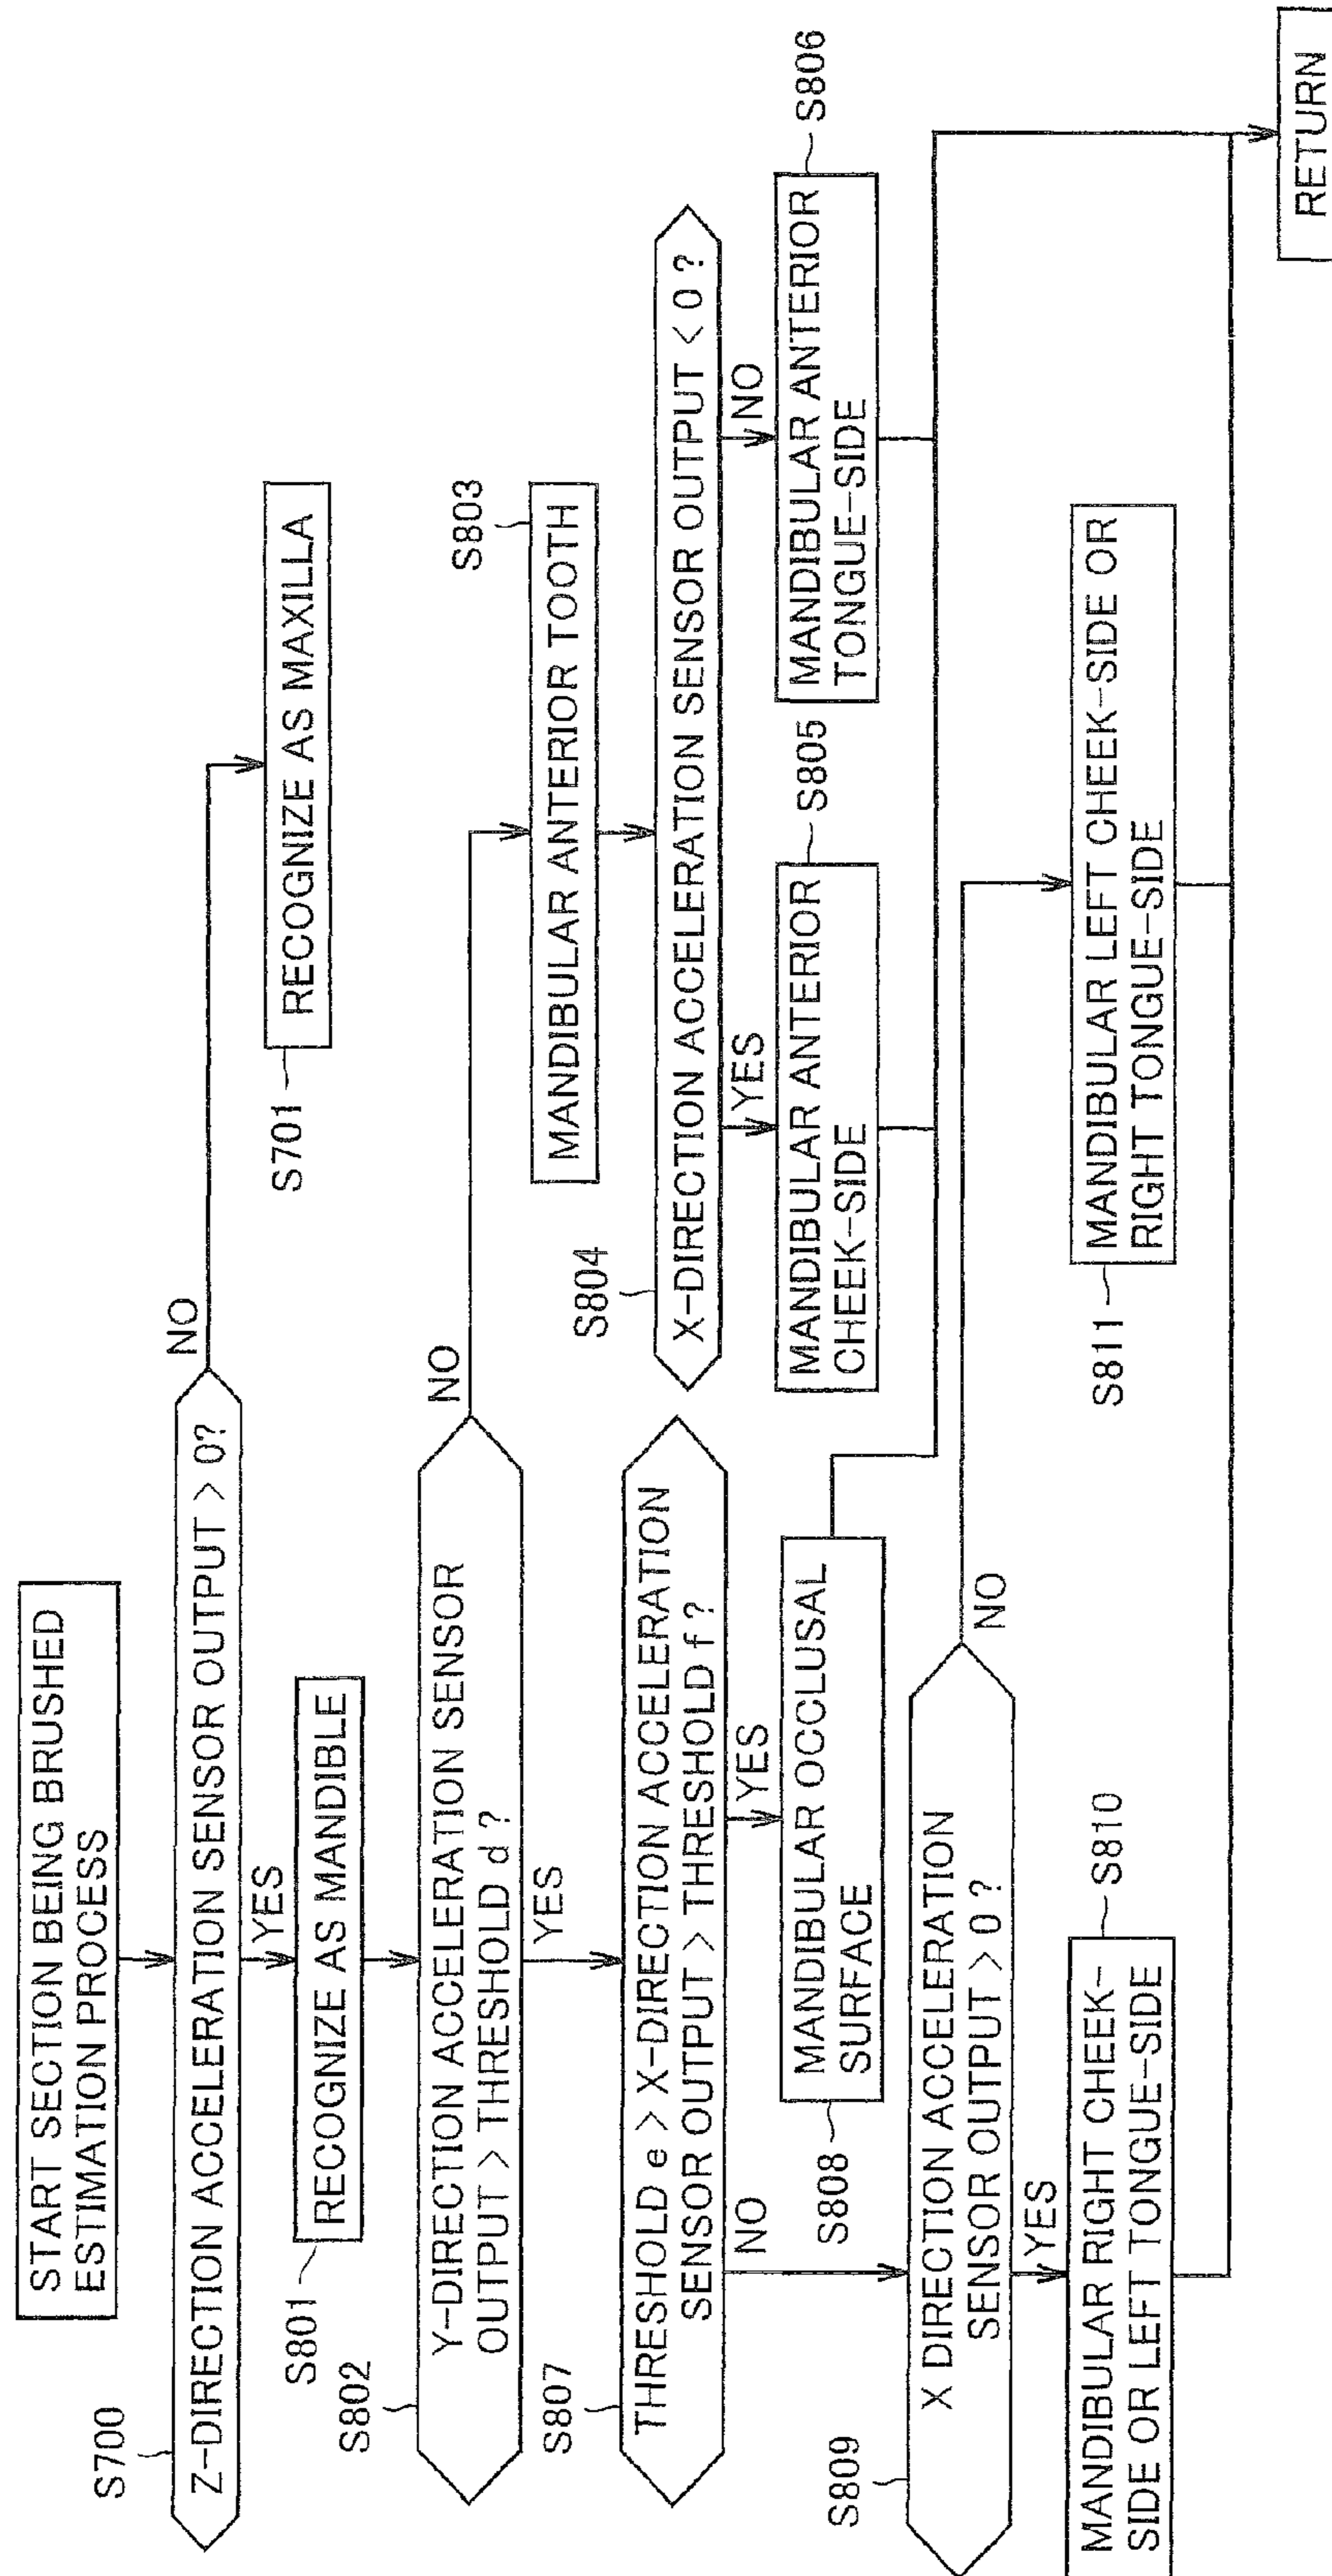 START SECTION BEING BRUSHED
ESTIMATION PROCESS
S700
Z-DIRECTION ACCELERATION SENSOR OUTPUT > 0?
NO
YES
S701
RECOGNIZE AS MAXILLA
S801
RECOGNIZE AS MANDIBLE
S802
Y-DIRECTION ACCELERATION SENSOR
OUTPUT > THRESHOLD d ?
NO
YES
S803
MANDIBULAR ANTERIOR TOOTH
S804
X-DIRECTION ACCELERATION SENSOR OUTPUT < 0 ?
YES
NO
S805
MANDIBULAR ANTERIOR
CHEEK-SIDE
S806
MANDIBULAR ANTERIOR
TONGUE-SIDE
S807
THRESHOLD e > X-DIRECTION ACCELERATION
SENSOR OUTPUT > THRESHOLD f ?
NO
YES
S808
MANDIBULAR OCCLUSAL
SURFACE
S809
X DIRECTION ACCELERATION
SENSOR OUTPUT > 0 ?
NO
YES
S810
MANDIBULAR RIGHT CHEEK-
SIDE OR LEFT TONGUE-SIDE
S811
MANDIBULAR LEFT CHEEK-SIDE OR
RIGHT TONGUE-SIDE
RETURN